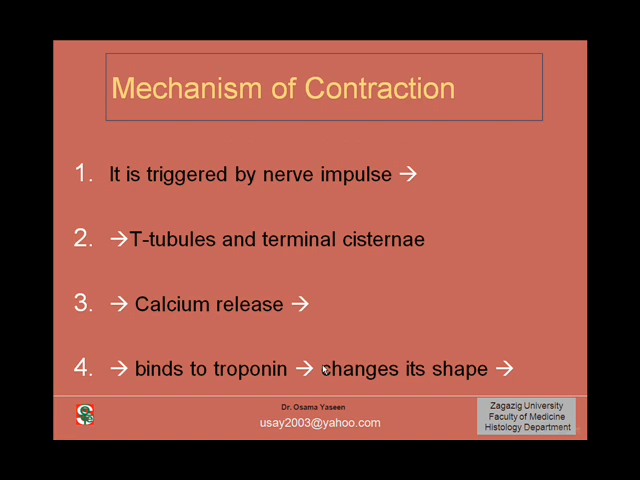 Mechanism of Contraction
1. It is triggered by nerve impulse →
2. →T-tubules and terminal cisternae
3. → Calcium release →
4. → binds to troponin → changes its shape →
Dr. Osama Yaseen
usay2003@yahoo.com
Zagazig University
Faculty of Medicine
Histology Department